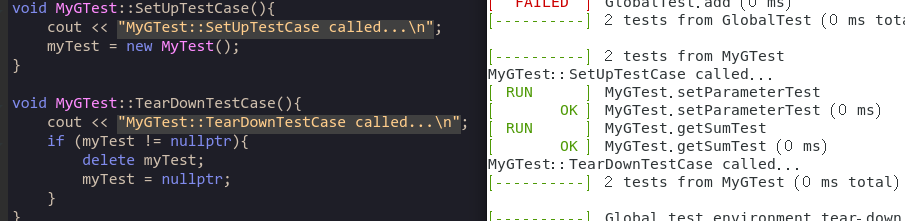 void MyGTest::SetUpTestCase(){
    cout << "MyGTest::SetUpTestCase called...\n";
    myTest = new MyTest();
}

void MyGTest::TearDownTestCase(){
    cout << "MyGTest::TearDownTestCase called...\n";
    if (myTest != nullptr){
        delete myTest;
        myTest = nullptr;
    }
}
[  FAILED  ] GlobalTest.add (0 ms)
[----------] 2 tests from GlobalTest (0 ms tota

[----------] 2 tests from MyGTest
MyGTest::SetUpTestCase called...
[ RUN      ] MyGTest.setParameterTest
[       OK ] MyGTest.setParameterTest (0 ms)
[ RUN      ] MyGTest.getSumTest
[       OK ] MyGTest.getSumTest (0 ms)
MyGTest::TearDownTestCase called...
[----------] 2 tests from MyGTest (0 ms total)

[----------] Global test environment tear-down